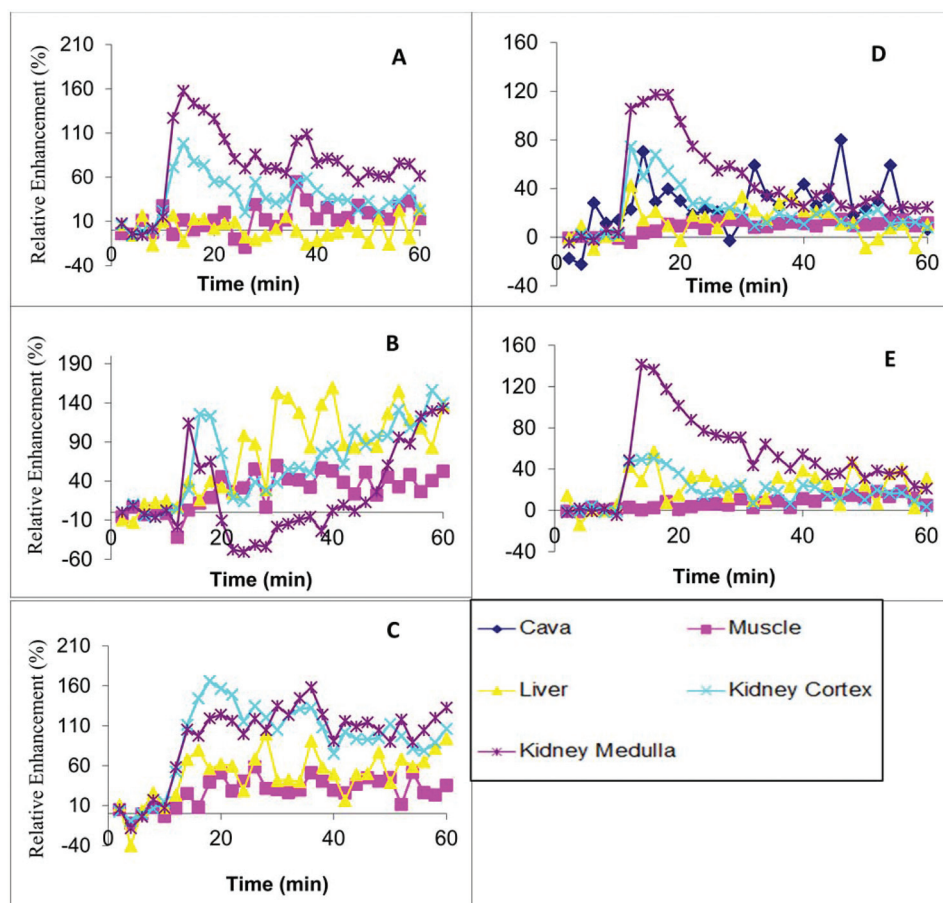 A
Relative Enhancement (%)
210
160
110
60
10
-40
0 20 40 60
Time (min)
D
160
120
80
40
0
-40
0 20 40 60
Time (min)
B
Relative Enhancement (%)
190
140
90
40
-10
-60
0 20 40 60
Time (min)
E
160
120
80
40
0
-40
0 20 40 60
Time (min)
C
Relative Enhancement (%)
210
160
110
60
10
-40
0 20 40 60
Time (min)
Cava
Muscle
Liver
Kidney Cortex
Kidney Medulla